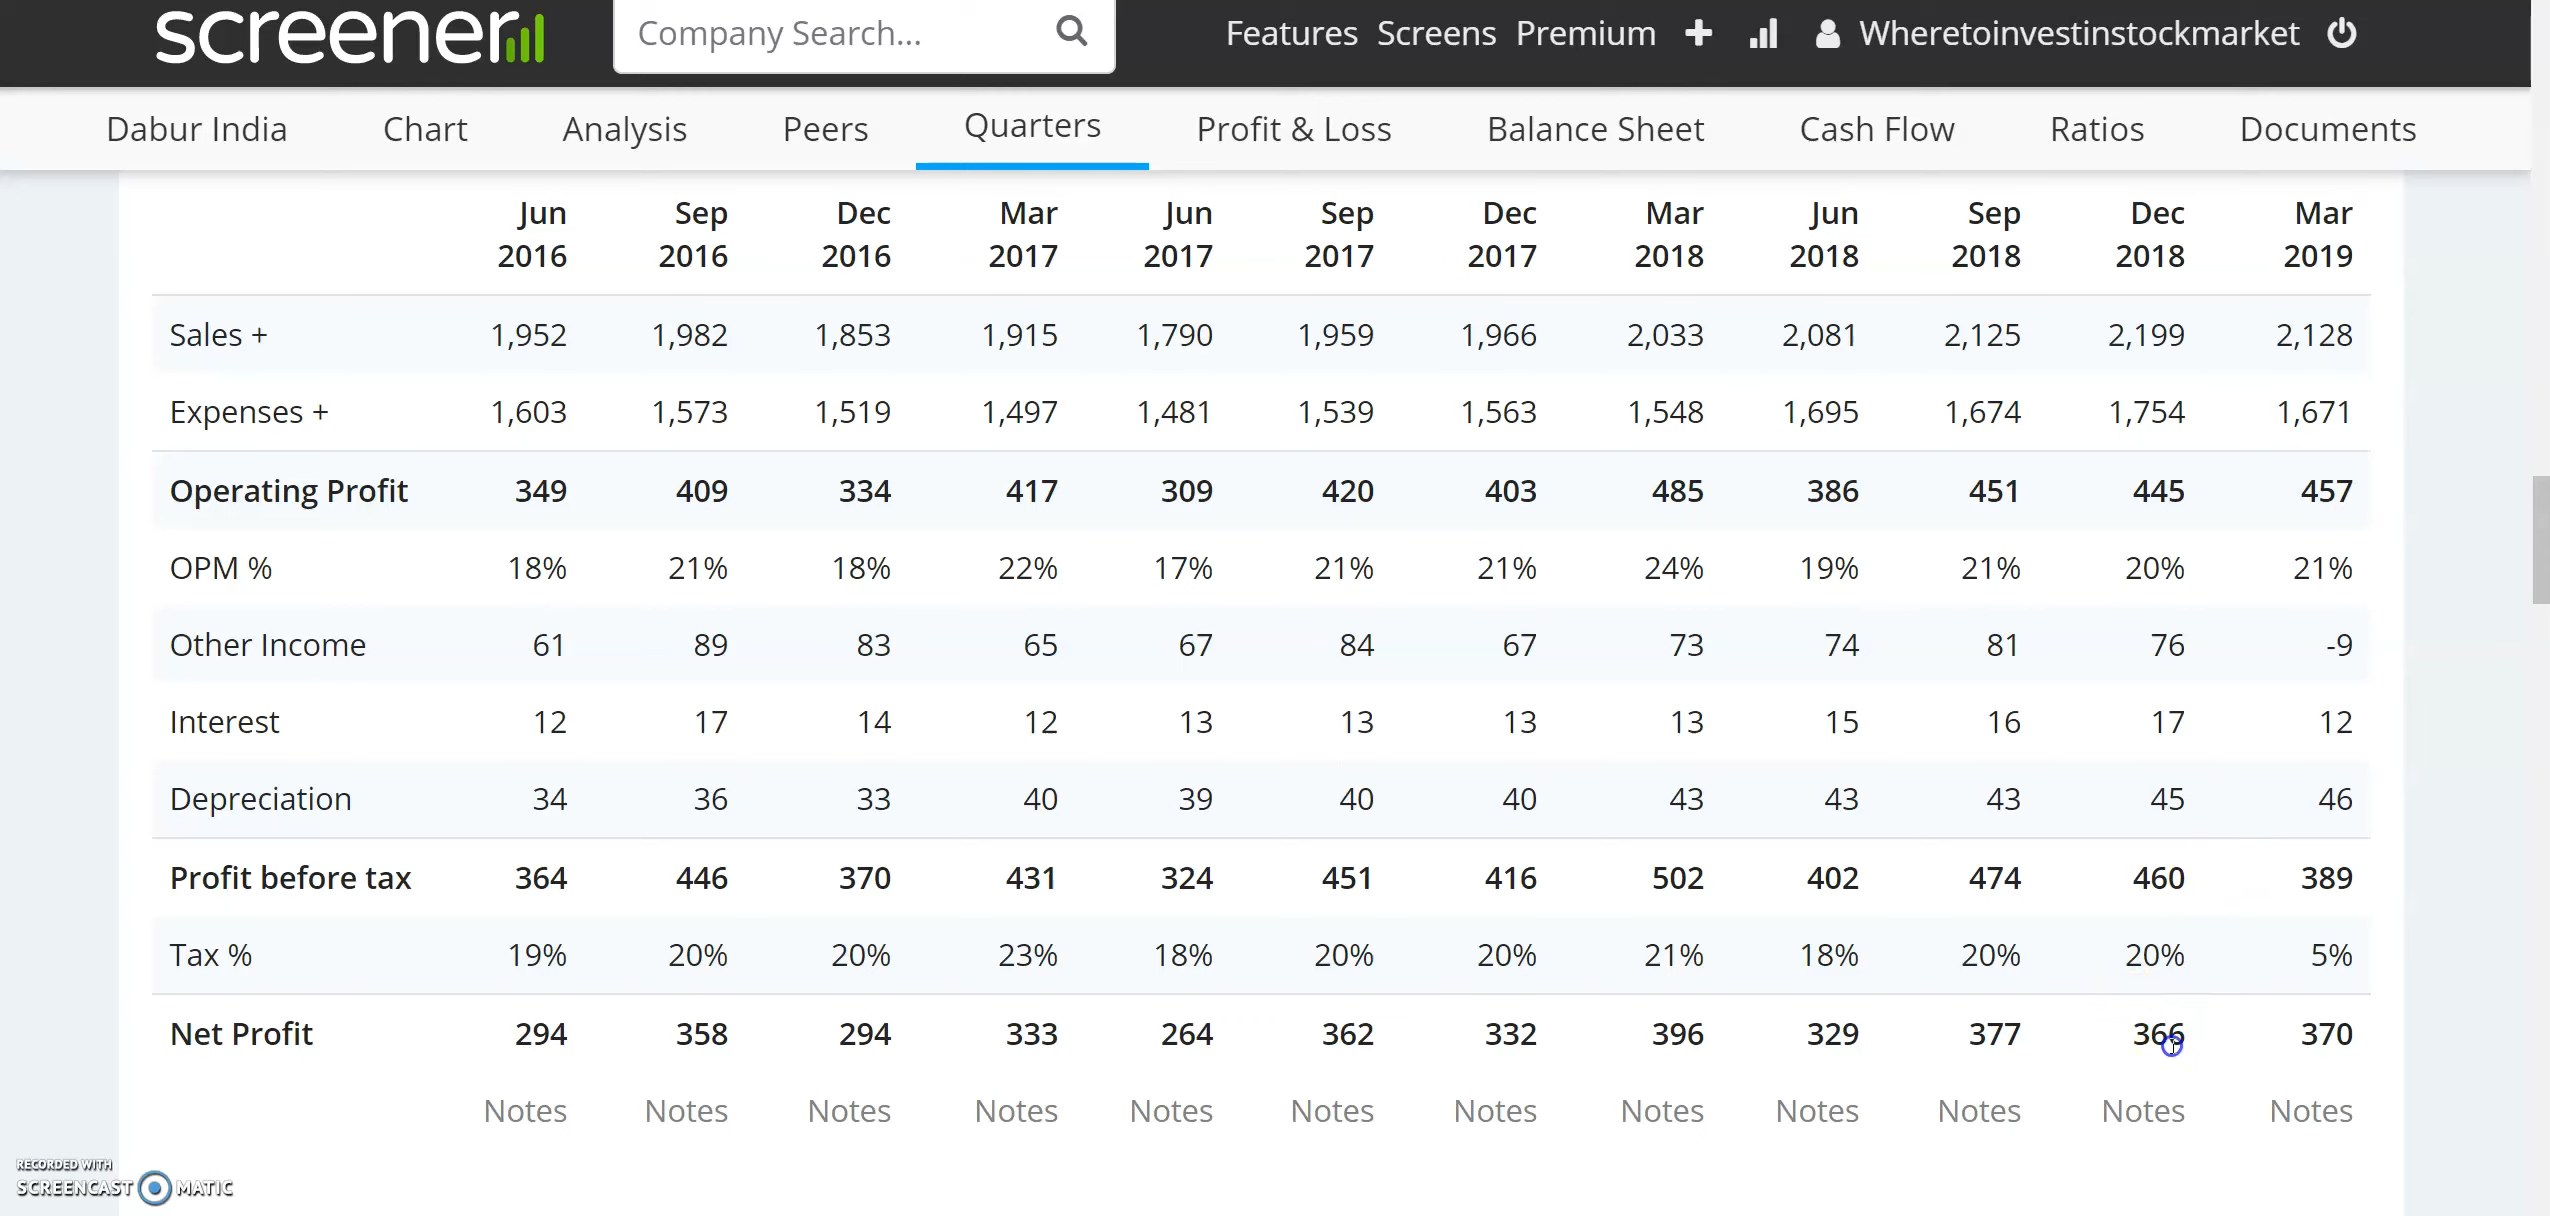 screener
Company Search...
Features Screens Premium Wheretoinvestinstockmarket
Dabur India Chart Analysis Peers Quarters Profit & Loss Balance Sheet Cash Flow Ratios Documents
Jun Sep Dec Mar Jun Sep Dec Mar Jun Sep Dec Mar
2016 2016 2016 2017 2017 2017 2017 2018 2018 2018 2018 2019
Sales + 1,952 1,982 1,853 1,915 1,790 1,959 1,966 2,033 2,081 2,125 2,199 2,128
Expenses + 1,603 1,573 1,519 1,497 1,481 1,539 1,563 1,548 1,695 1,674 1,754 1,671
Operating Profit 349 409 334 417 309 420 403 485 386 451 445 457
OPM % 18% 21% 18% 22% 17% 21% 21% 24% 19% 21% 20% 21%
Other Income 61 89 83 65 67 84 67 73 74 81 76 -9
Interest 12 17 14 12 13 13 13 13 15 16 17 12
Depreciation 34 36 33 40 39 40 40 43 43 43 45 46
Profit before tax 364 446 370 431 324 451 416 502 402 474 460 389
Tax % 19% 20% 20% 23% 18% 20% 20% 21% 18% 20% 20% 5%
Net Profit 294 358 294 333 264 362 332 396 329 377 366 370
Notes Notes Notes Notes Notes Notes Notes Notes Notes Notes Notes Notes
RECORDED WITH
SCREENCAST MATIC